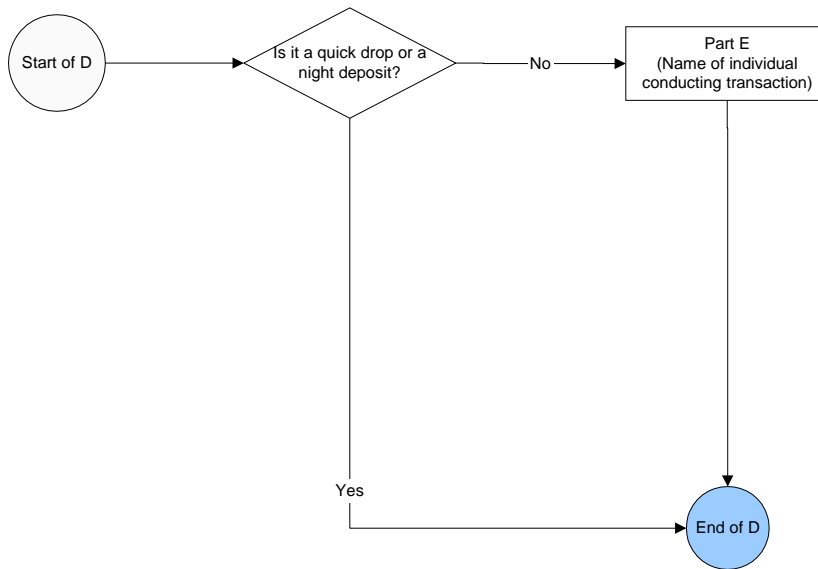 Start of D
Is it a quick drop or a
night deposit?
No
Part E
(Name of individual
conducting transaction)
Yes
End of D